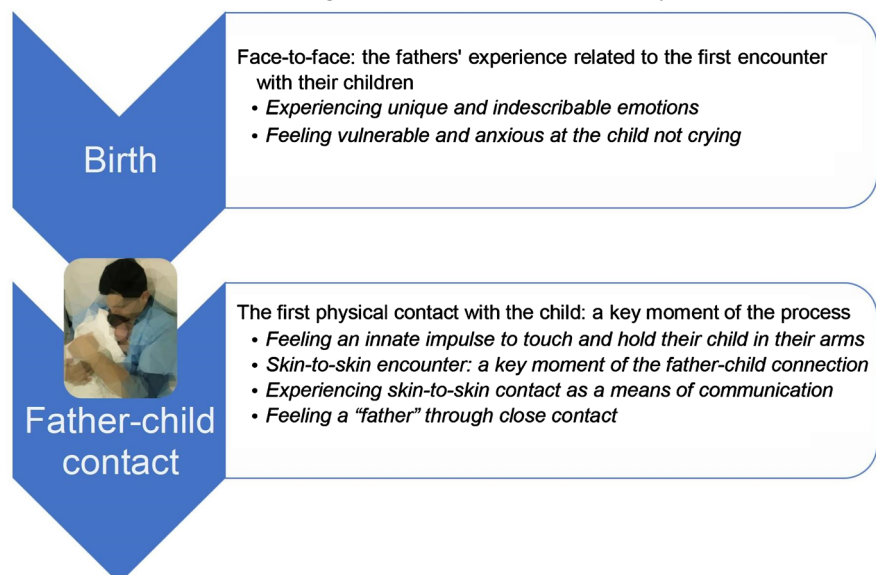 Birth
Face-to-face: the fathers' experience related to the first encounter
with their children
• Experiencing unique and indescribable emotions
• Feeling vulnerable and anxious at the child not crying
Father-child
contact
The first physical contact with the child: a key moment of the process
• Feeling an innate impulse to touch and hold their child in their arms
• Skin-to-skin encounter: a key moment of the father-child connection
• Experiencing skin-to-skin contact as a means of communication
• Feeling a “father” through close contact